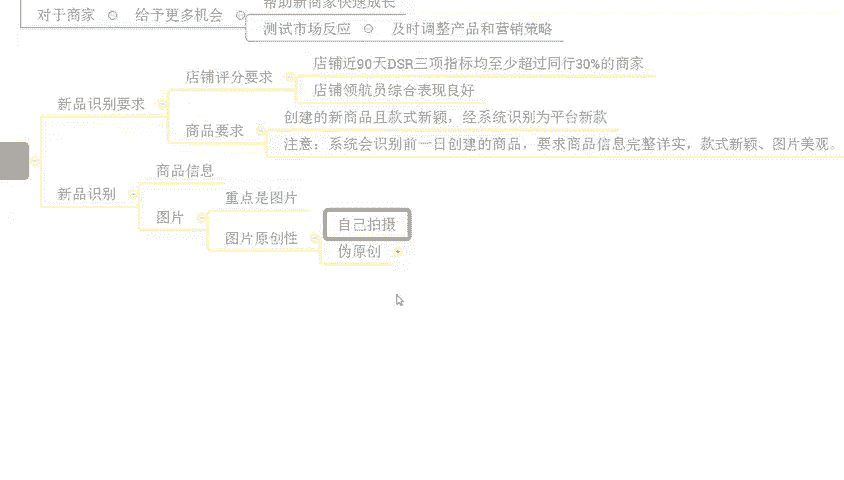 帮助新商家快速成长
对于商家
给予更多机会
测试市场反应
及时调整产品和营销策略
店铺近90天DSR三项指标均至少超过同行30%的商家
店铺评分要求
店铺领航员综合表现良好
新品识别要求
创建的新商品且款式新颖，经系统识别为平台新款
商品要求
注意：系统会识别前一日创建的商品，要求商品信息完整详实，款式新颖、图片美观。
商品信息
新品识别
重点是图片
图片
自己拍摄
图片原创性
伪原创